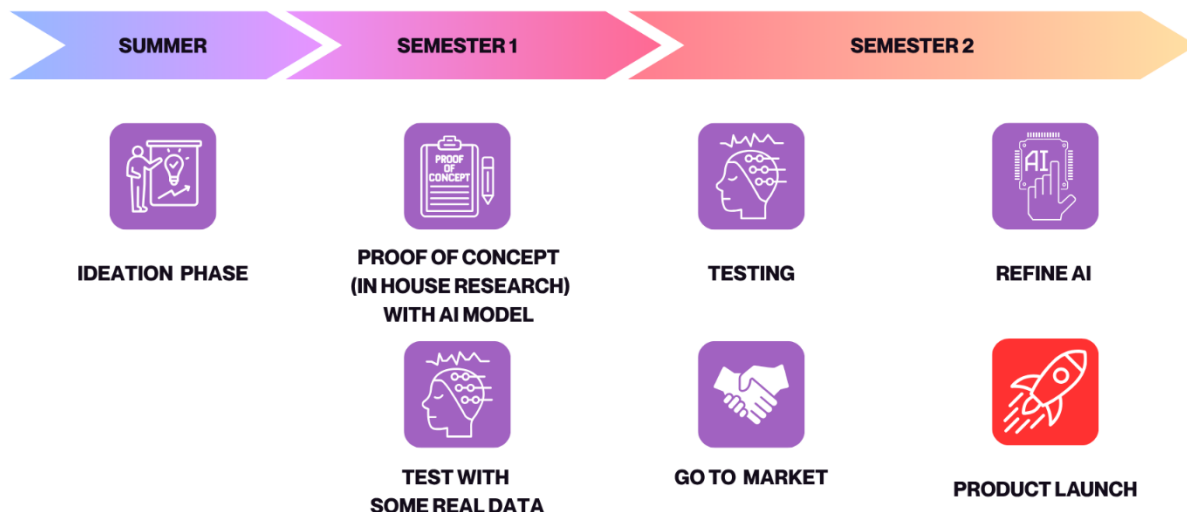 SUMMER
SEMESTER 1
SEMESTER 2
PROOF
OF
CONCEPT
AI
IDEATION PHASE
PROOF OF CONCEPT
(IN HOUSE RESEARCH)
WITH AI MODEL
TESTING
REFINE AI
TEST WITH
SOME REAL DATA
GO TO MARKET
PRODUCT LAUNCH